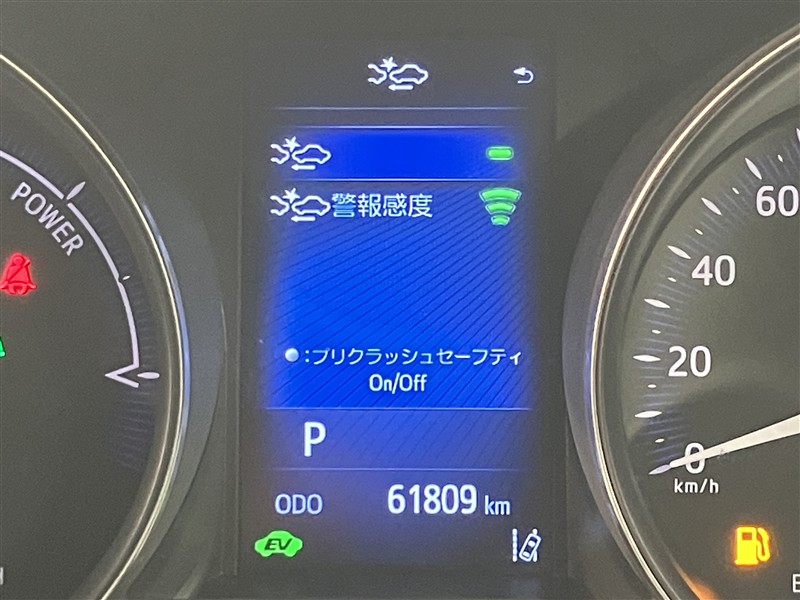 POWER
警報感度
:プリクラッシュセーフティ
On/Off
P
ODO 61809 km
EV
60
40
20
0
km/h